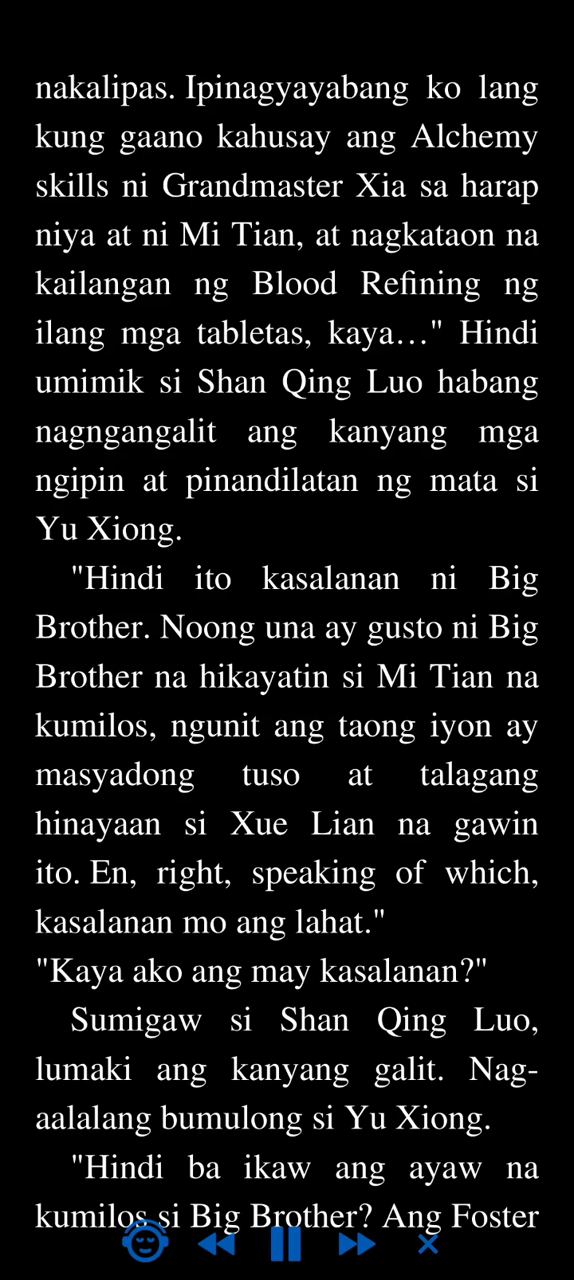 nakalipas. Ipinagyayabang ko lang
kung gaano kahusay ang Alchemy
skills ni Grandmaster Xia sa harap
niya at ni Mi Tian, at nagkataon na
kailangan ng Blood Refining ng
ilang mga tabletas, kaya…" Hindi
umimik si Shan Qing Luo habang
nagngangalit ang kanyang mga
ngipin at pinandilatan ng mata si
Yu Xiong.
"Hindi ito kasalanan ni Big
Brother. Noong una ay gusto ni Big
Brother na hikayatin si Mi Tian na
kumilos, ngunit ang taong iyon ay
masyadong tuso at talagang
hinayaan si Xue Lian na gawin
ito. En, right, speaking of which,
kasalanan mo ang lahat."
"Kaya ako ang may kasalanan?"
Sumigaw si Shan Qing Luo,
lumaki ang kanyang galit. Nag-
aalalang bumulong si Yu Xiong.
"Hindi ba ikaw ang ayaw na
kumilos si Big Brother? Ang Foster